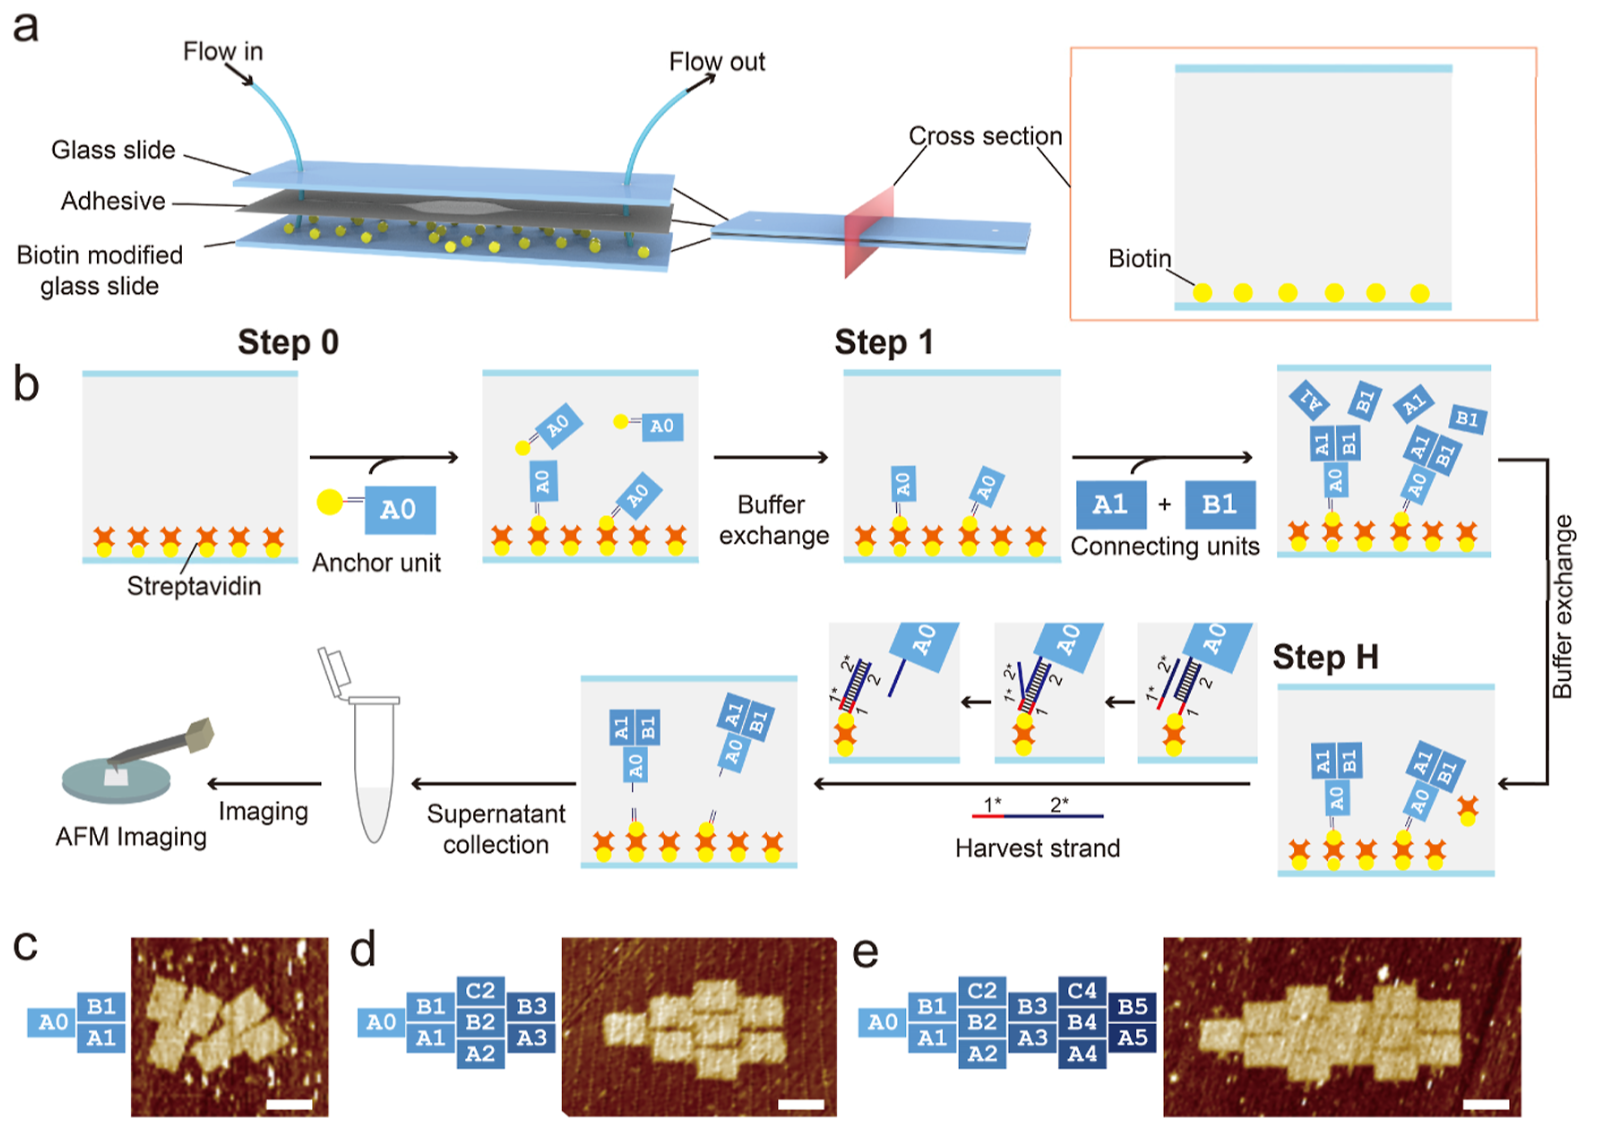 a
Flow in
Flow out
Glass slide
Adhesive
Biotin modified
glass slide
Cross section
Biotin
b
Step 0
Step 1
Streptavidin
A0
Anchor unit
A0
A0
A0
A0
Buffer
exchange
A0
A0
A1 + B1
Connecting units
A1
B1
A1
B1
A1
B1
A0
A1
B1
A0
Buffer exchange
Step H
A1
B1
A0
A1
B1
A0
A0
2*
1*
2
1
A0
2*
1*
2
1
A0
2*
1*
2
1
1* 2*
Harvest strand
A1
B1
A0
A1
B1
A0
Supernatant
collection
Imaging
AFM Imaging
c
A0
B1
A1
d
A0
B1
A1
C2
B2
A2
B3
A3
e
A0
B1
A1
C2
B2
A2
B3
A3
C4
B4
A4
B5
A5